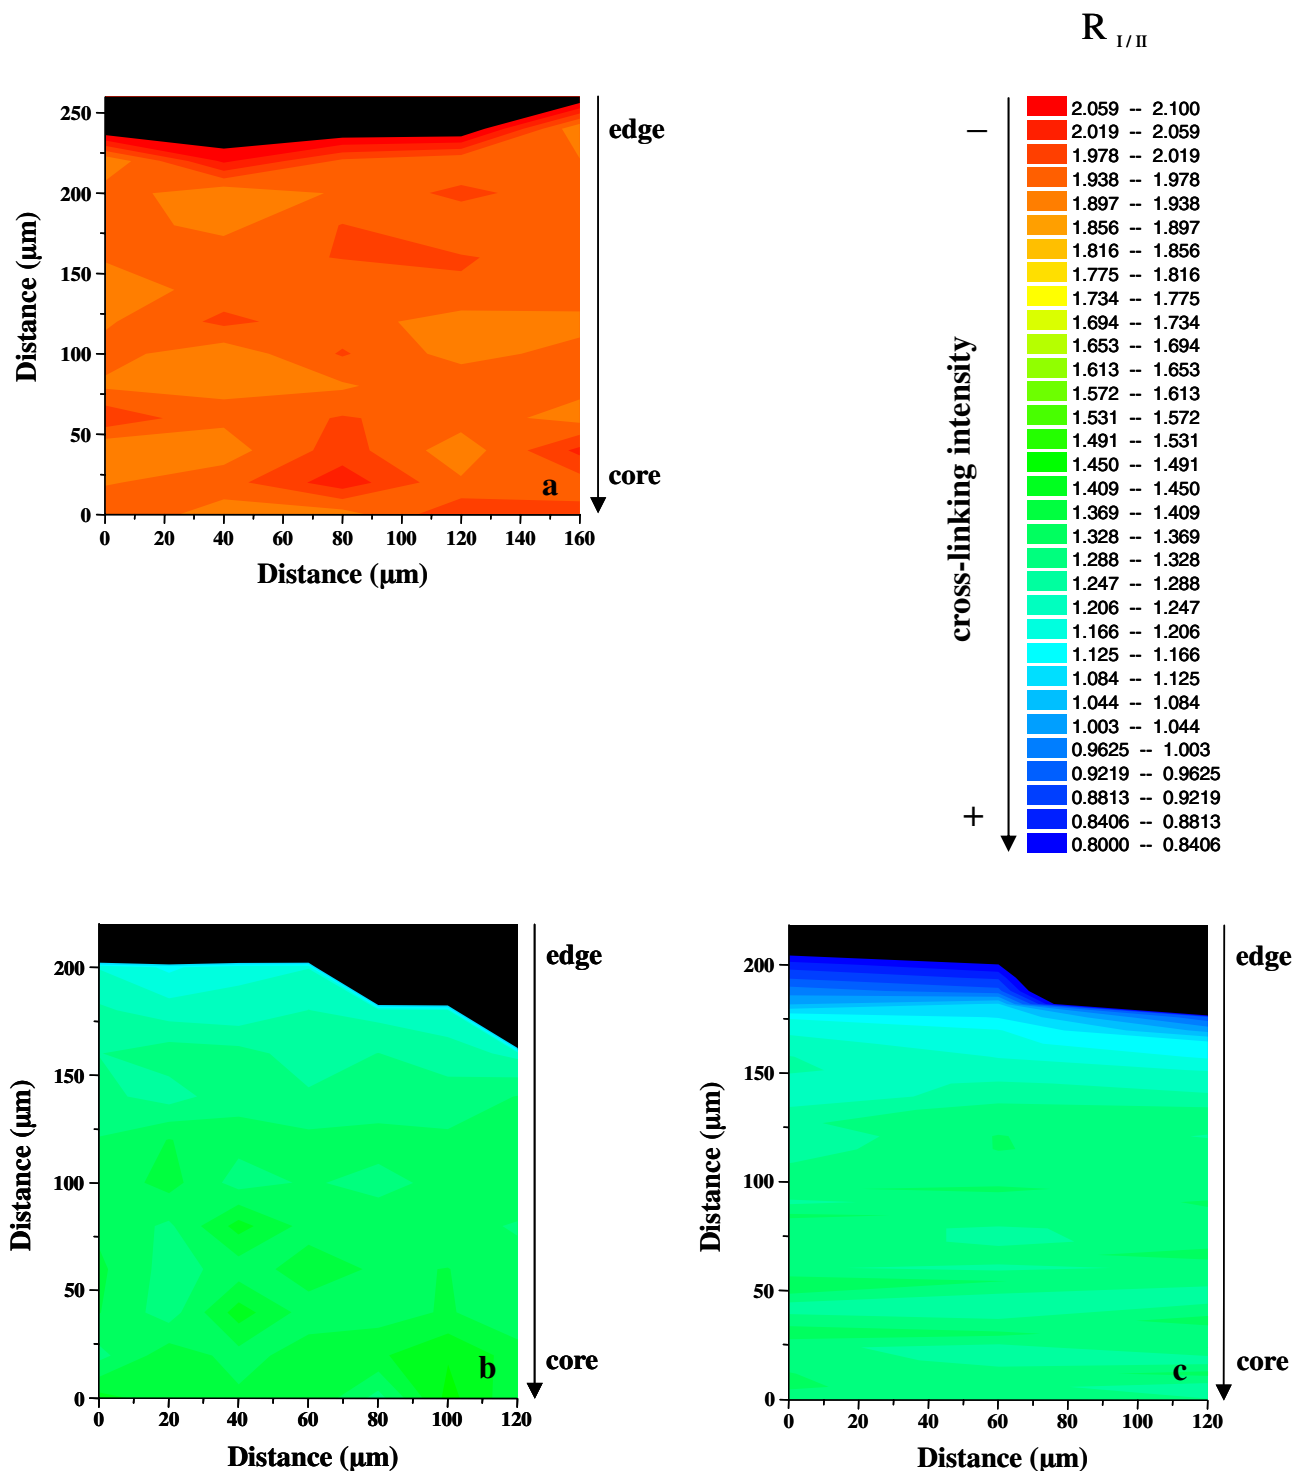 R I / II
250
200
150
100
50
0
Distance (µm)
0 20 40 60 80 100 120 140 160
Distance (µm)
edge
core
a
–
+
cross-linking intensity
2.059 -- 2.100
2.019 -- 2.059
1.978 -- 2.019
1.938 -- 1.978
1.897 -- 1.938
1.856 -- 1.897
1.816 -- 1.856
1.775 -- 1.816
1.734 -- 1.775
1.694 -- 1.734
1.653 -- 1.694
1.613 -- 1.653
1.572 -- 1.613
1.531 -- 1.572
1.491 -- 1.531
1.450 -- 1.491
1.409 -- 1.450
1.369 -- 1.409
1.328 -- 1.369
1.288 -- 1.328
1.247 -- 1.288
1.206 -- 1.247
1.166 -- 1.206
1.125 -- 1.166
1.084 -- 1.125
1.044 -- 1.084
1.003 -- 1.044
0.9625 -- 1.003
0.9219 -- 0.9625
0.8813 -- 0.9219
0.8406 -- 0.8813
0.8000 -- 0.8406
200
150
100
50
0
Distance (µm)
0 20 40 60 80 100 120
Distance (µm)
edge
core
b
200
150
100
50
0
Distance (µm)
0 20 40 60 80 100 120
Distance (µm)
edge
core
c